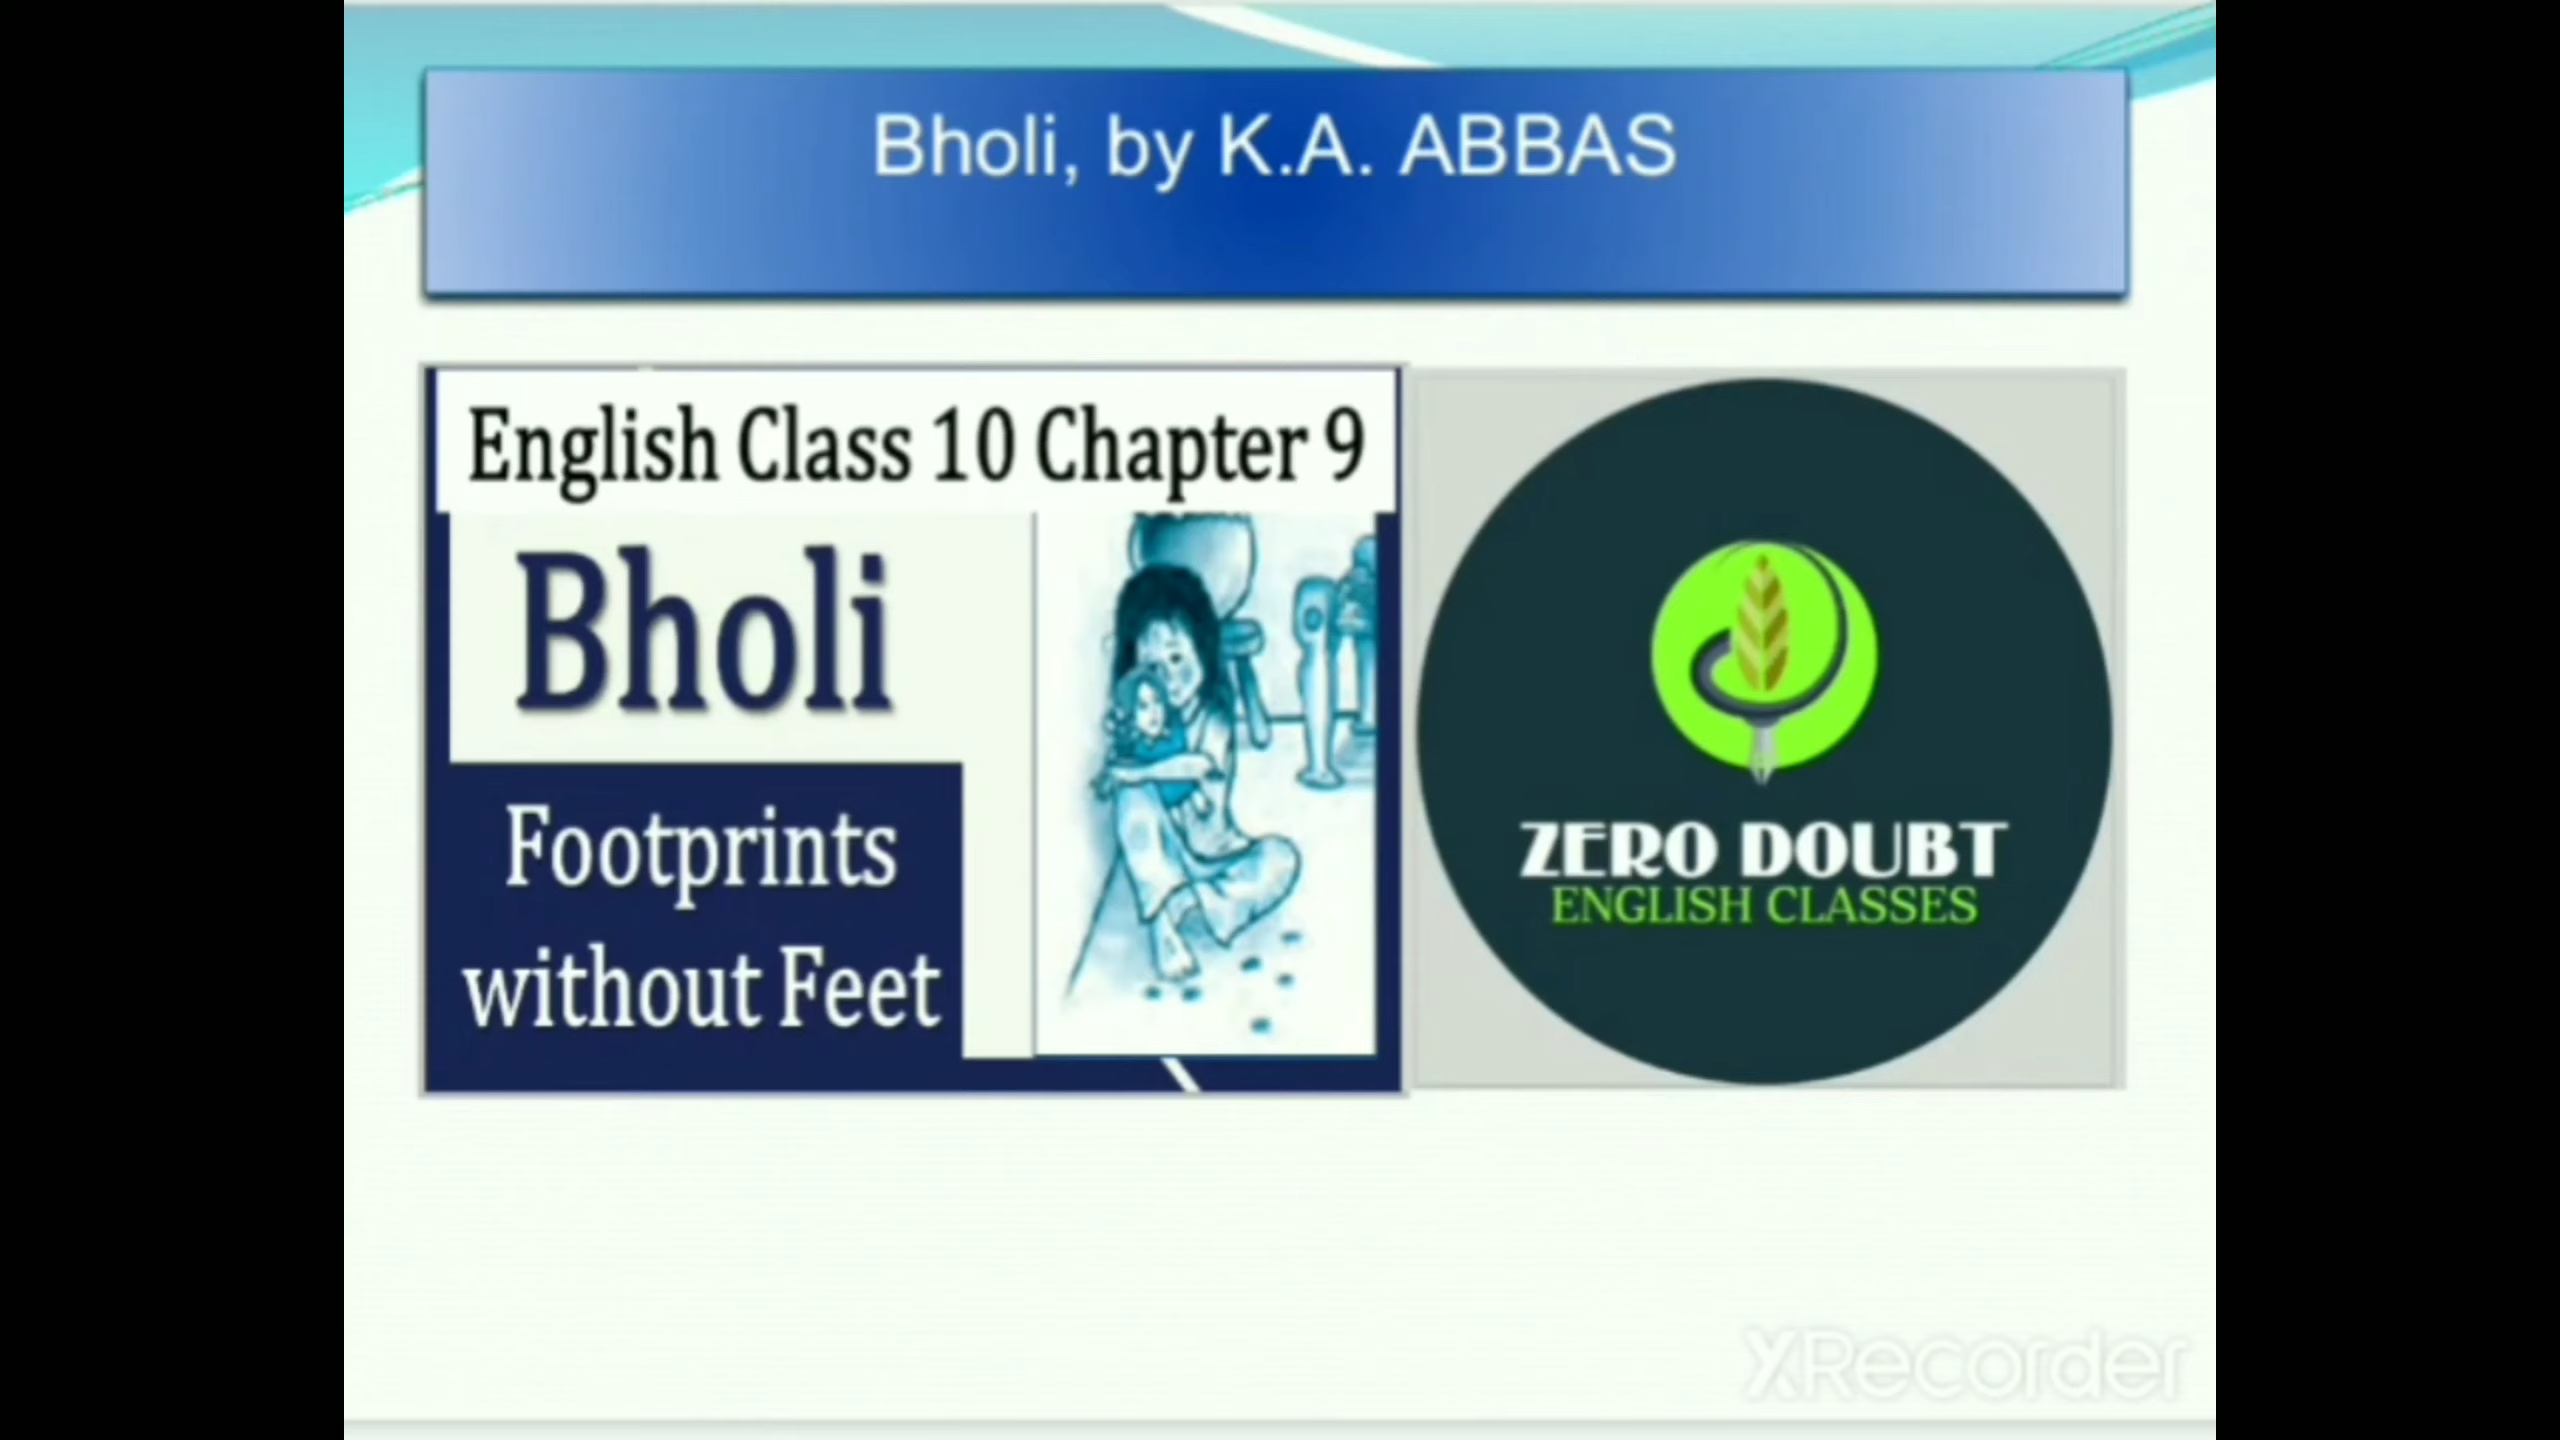 Bholi, by K.A. ABBAS
English Class 10 Chapter 9
Bholi
Footprints
without Feet
ZERO DOUBT
ENGLISH CLASSES
XRecorder